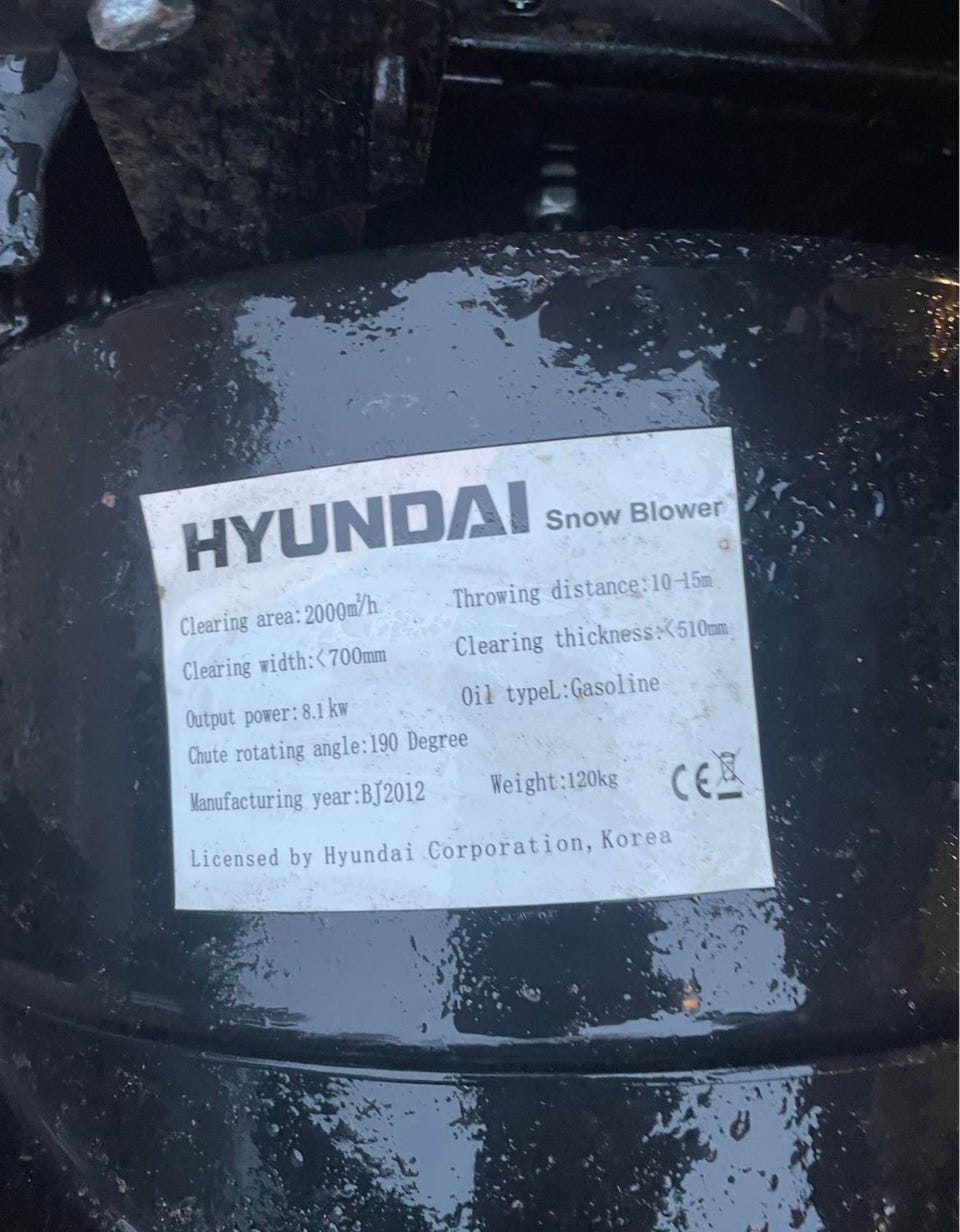 HYUNDAI Snow Blower
Clearing area:2000m²/h Throwing distance:10-15m
Clearing width:<700mm Clearing thickness:<510mm
Output power:8.1kw Oil typeL:Gasoline
Chute rotating angle:190 Degree
Manufacturing year:BJ2012 Weight:120kg CE
Licensed by Hyundai Corporation, Korea